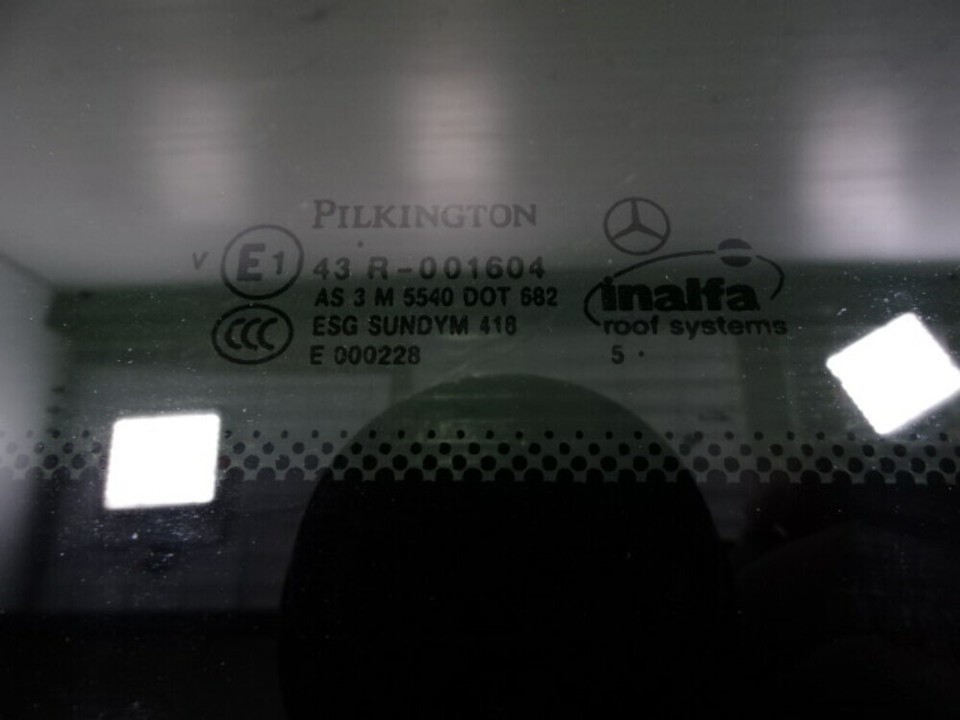 PILKINGTON
V E1 43 R-001604
AS 3 M 5540 DOT 682
CCC ESG SUNDYM 418
E 000228
inalfa
roof systems
5 ·